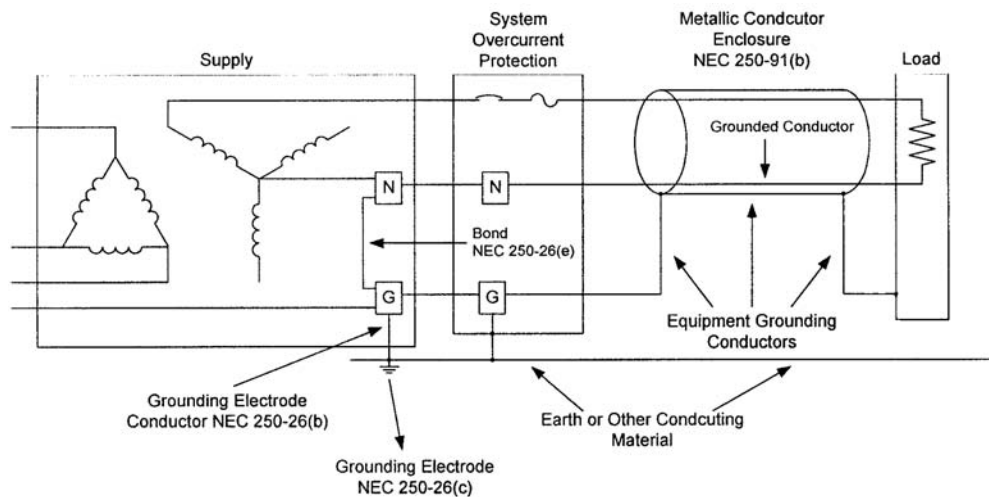 System
Overcurrent
Protection
Metallic Condcutor
Enclosure
NEC 250-91(b)
Supply
Load
Grounded Conductor
N
N
Bond
NEC 250-26(e)
G
G
Equipment Grounding
Conductors
Grounding Electrode
Conductor NEC 250-26(b)
Earth or Other Condcuting
Material
Grounding Electrode
NEC 250-26(c)